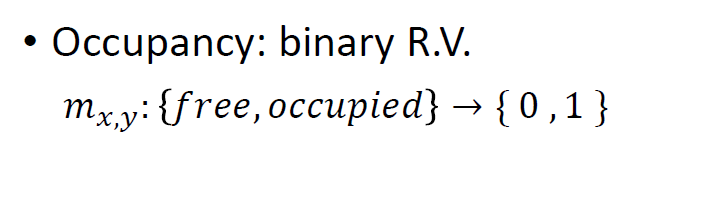 • Occupancy: binary R.V.
m_{x,y}: {free, occupied} → { 0 , 1 }